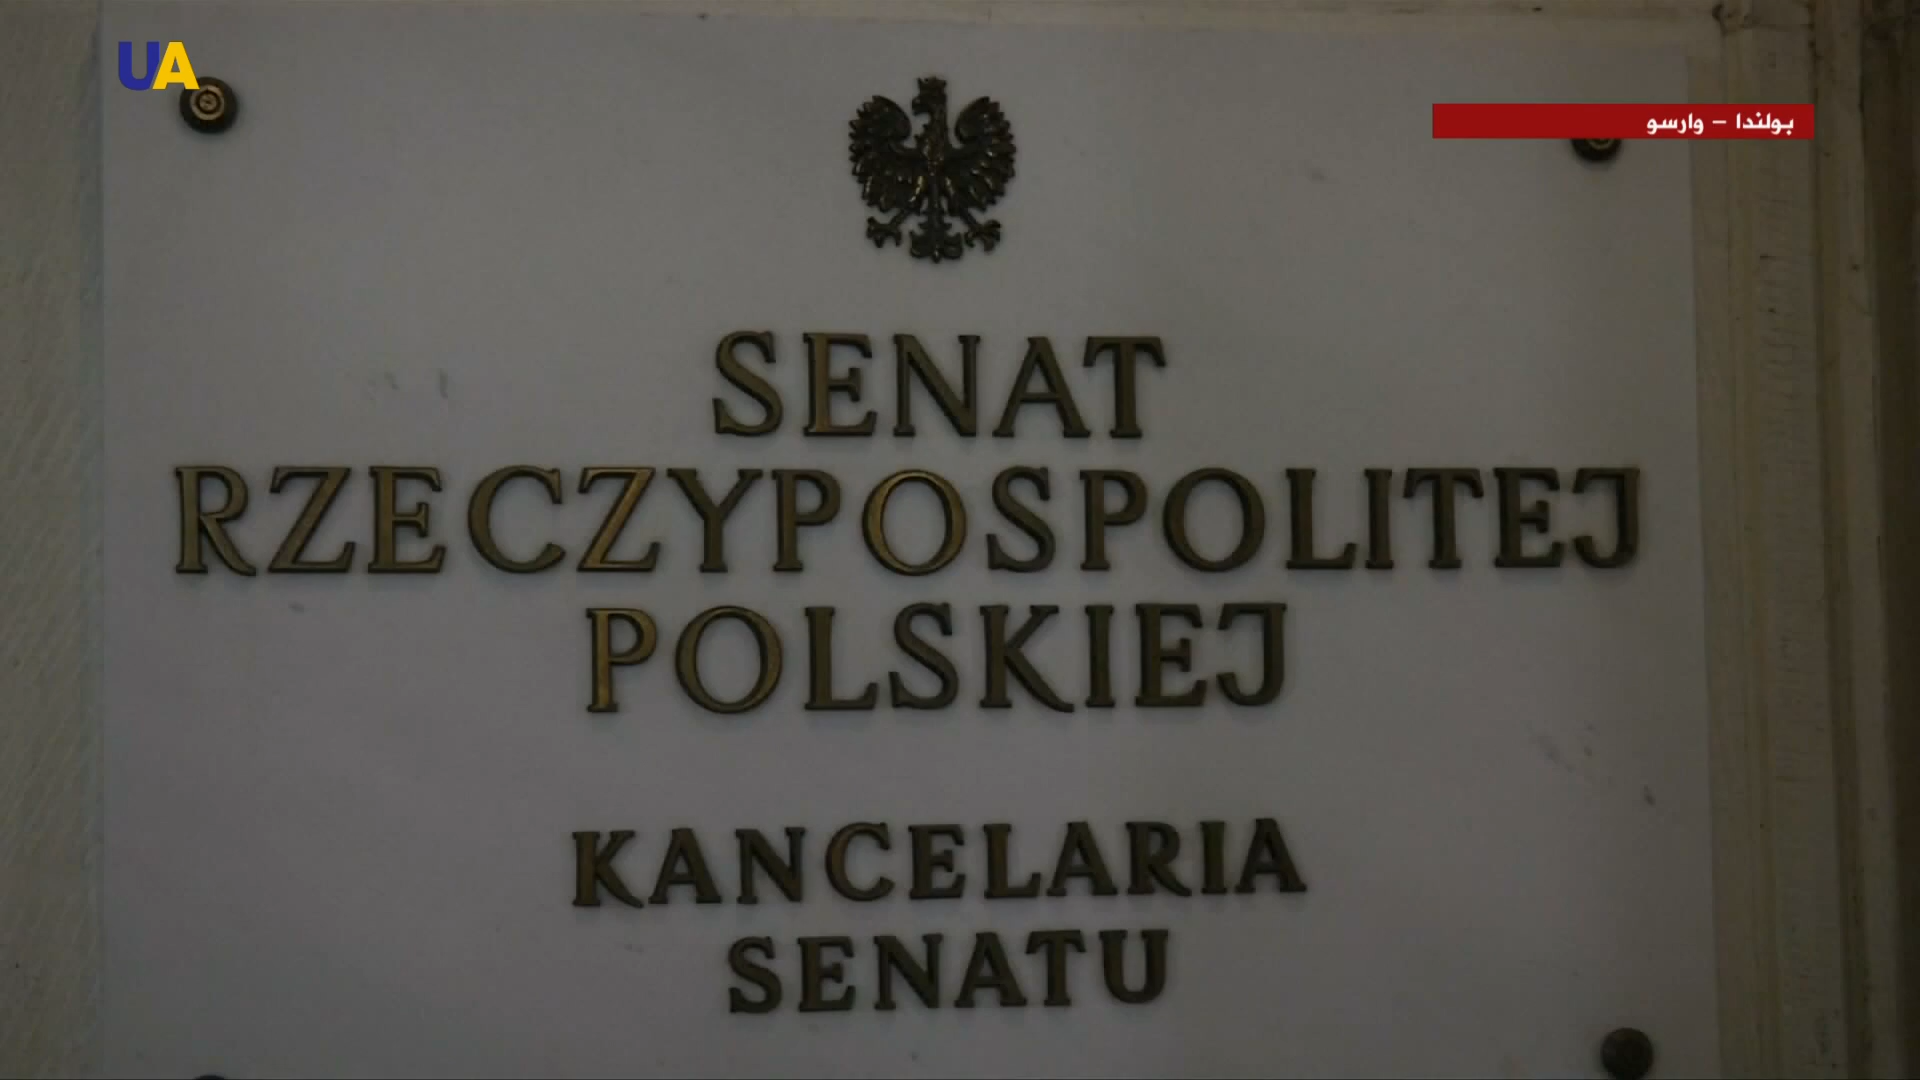 UA
بولندا – وارسو
SENAT
RZECZYPOSPOLITEJ
POLSKIEJ
KANCELARIA
SENATU